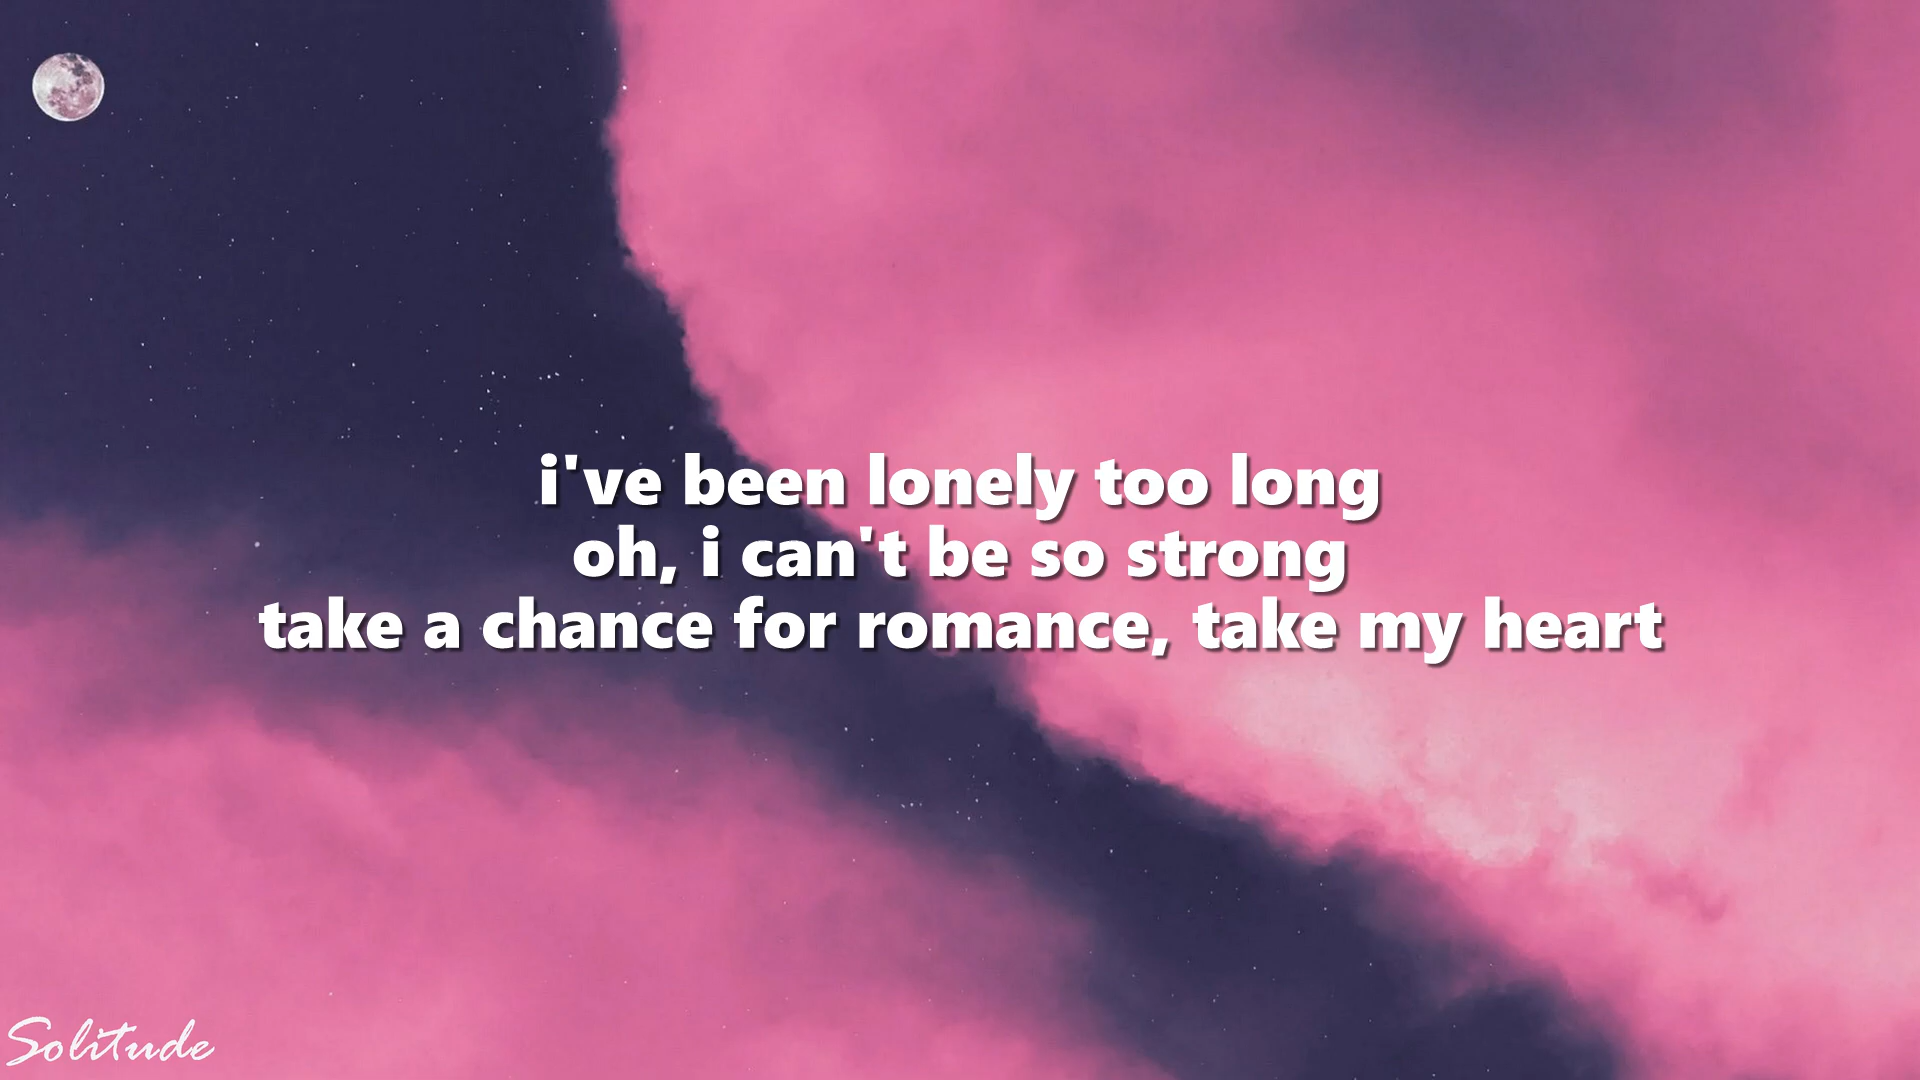 i've been lonely too long
oh, i can't be so strong
take a chance for romance, take my heart
Solitude